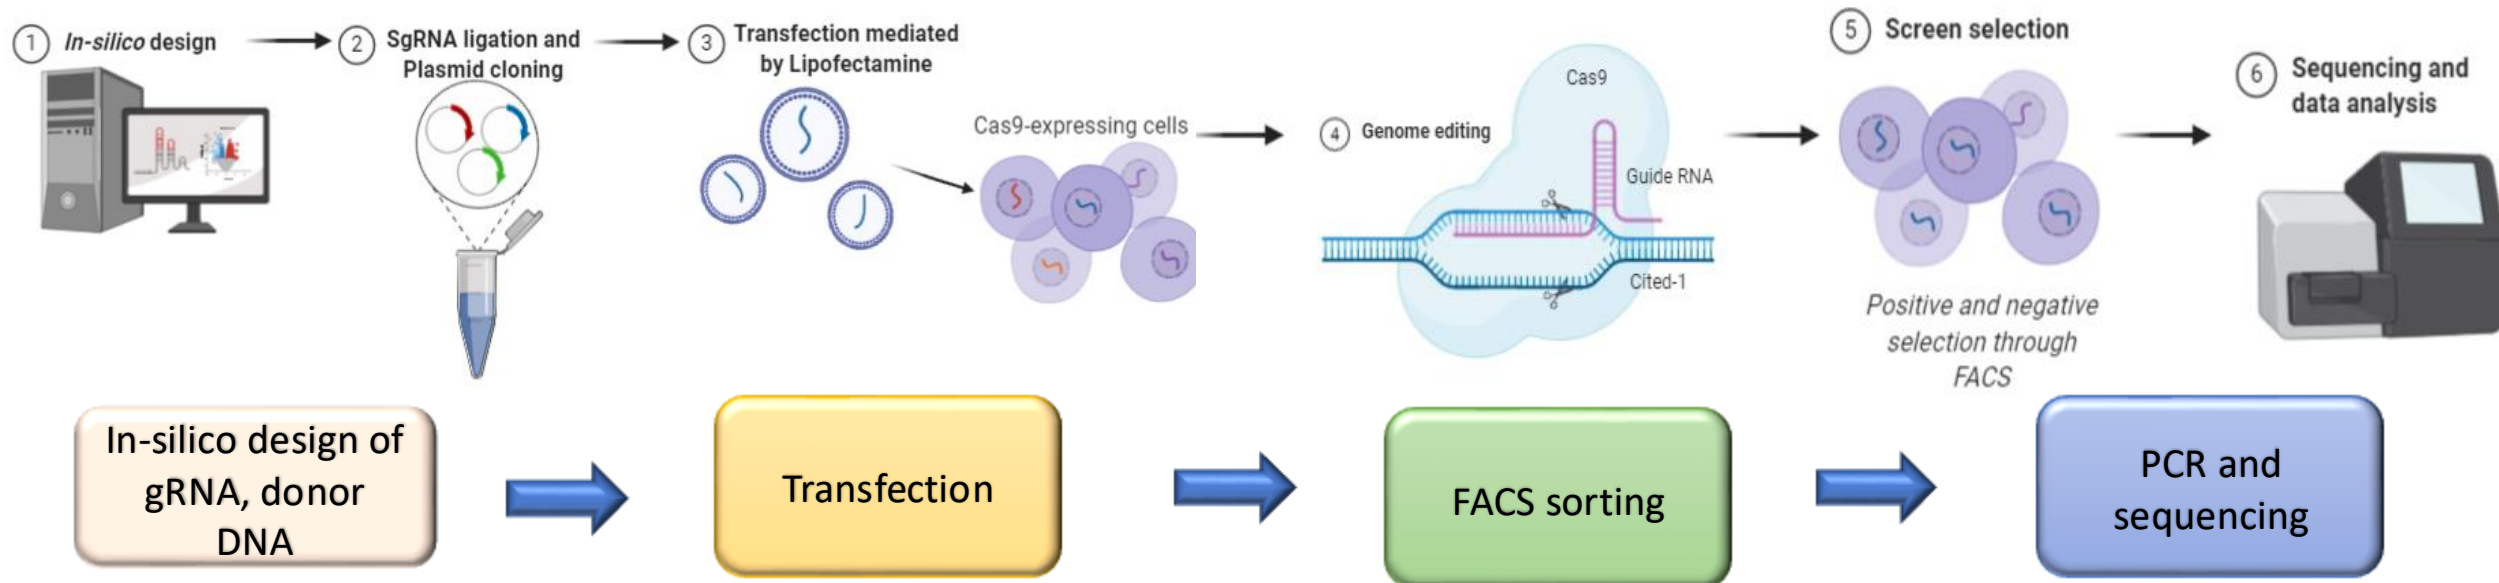 1
In-silico design
2
SgRNA ligation and
Plasmid cloning
3
Transfection mediated
by Lipofectamine
Cas9-expressing cells
4
Genome editing
Cas9
Guide RNA
Cited-1
5
Screen selection
Positive and negative
selection through
FACS
6
Sequencing and
data analysis
In-silico design of
gRNA, donor
DNA
Transfection
FACS sorting
PCR and
sequencing